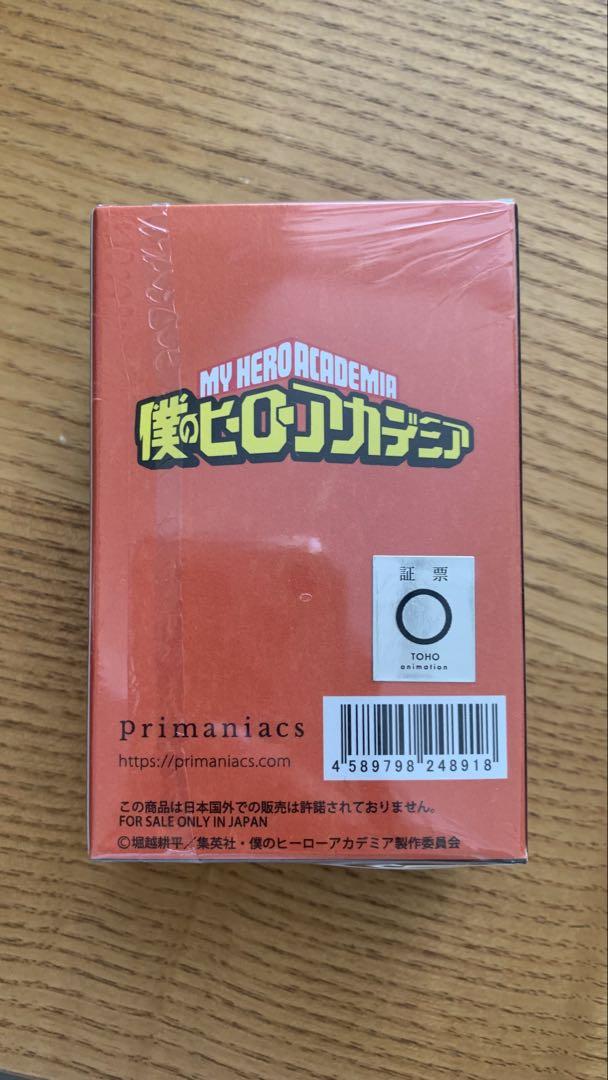 MY HERO ACADEMIA
僕のヒーローアカデミア
証 票
TOHO
animation
primaniacs
https://primaniacs.com
4 589798 248918
この商品は日本国外での販売は許諾されておりません。
FOR SALE ONLY IN JAPAN
©堀越耕平／集英社・僕のヒーローアカデミア製作委員会